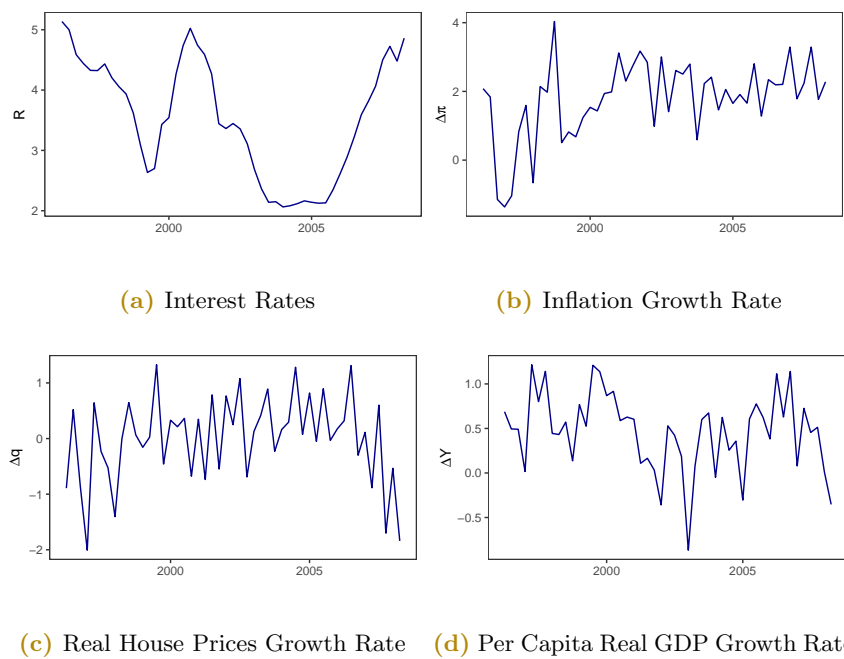 5
4
3
2
R
2000
2005
4
2
0
Δπ
2000
2005
(a) Interest Rates
(b) Inflation Growth Rate
1
0
−1
−2
Δq
2000
2005
1.0
0.5
0.0
−0.5
ΔY
2000
2005
(c) Real House Prices Growth Rate
(d) Per Capita Real GDP Growth Rate